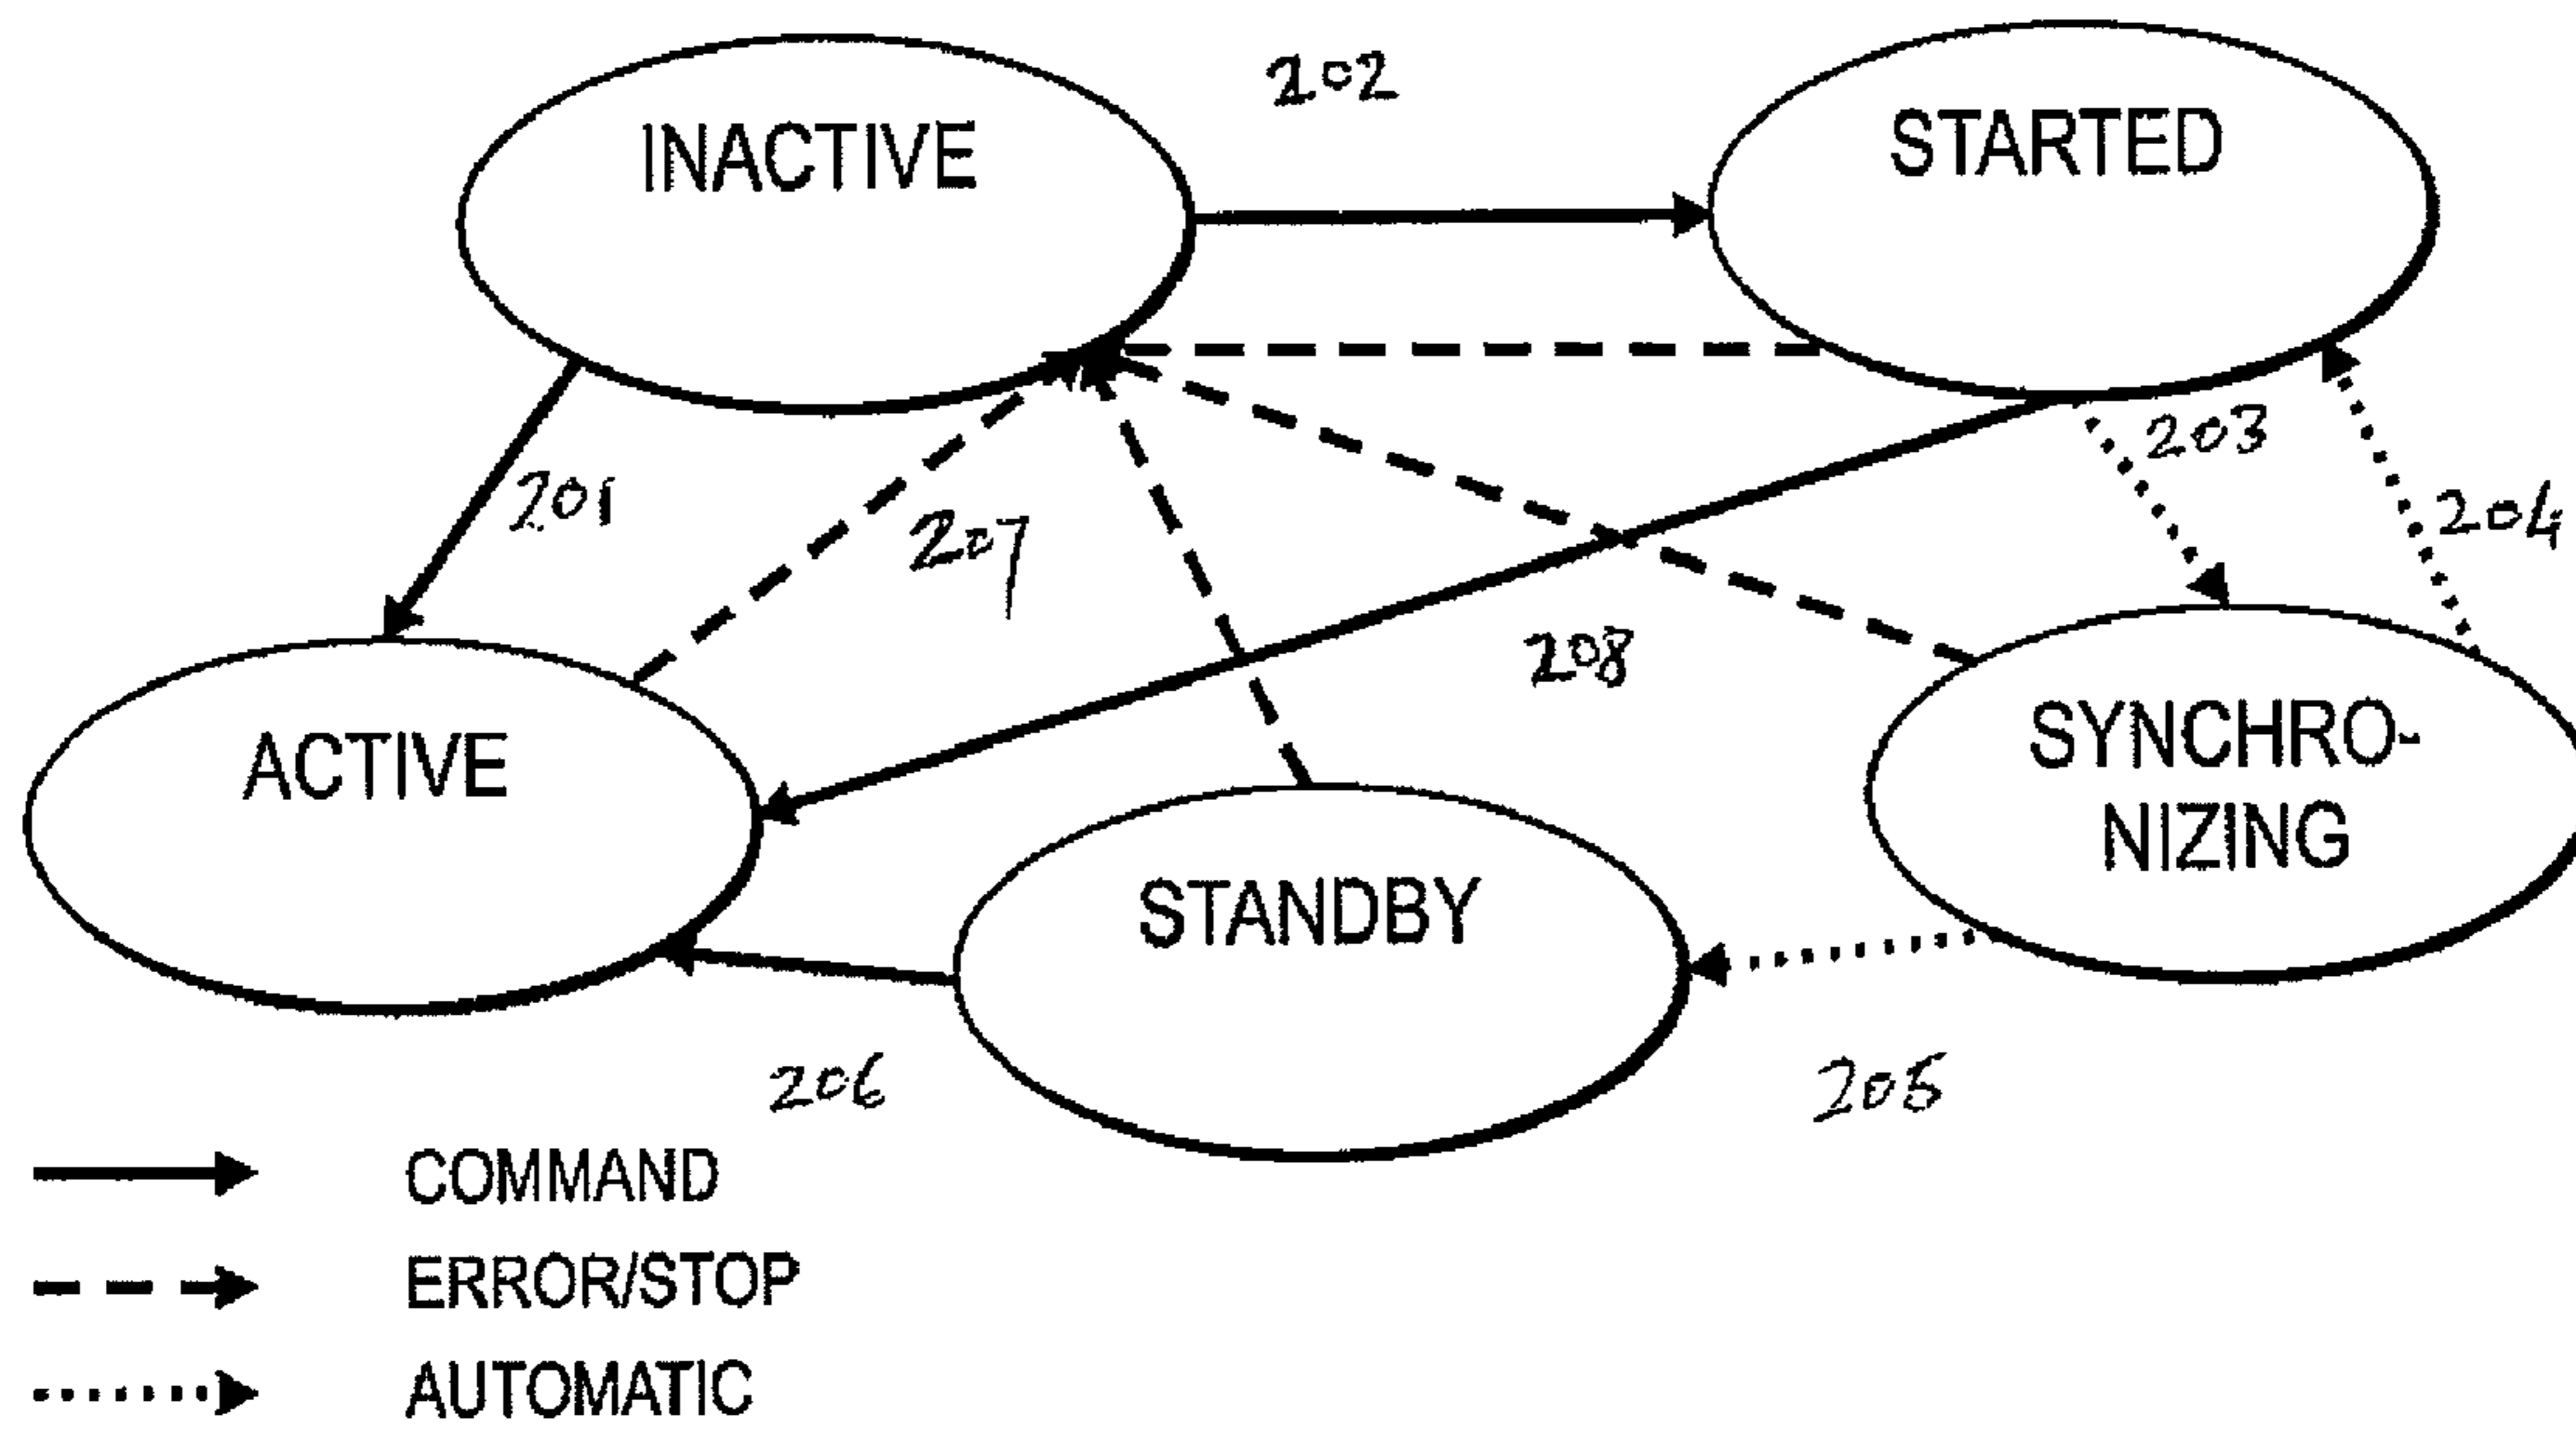 202
INACTIVE
STARTED
203
201
207
204
208
ACTIVE
SYNCHRO-
NIZING
STANDBY
206
205
COMMAND
ERROR/STOP
AUTOMATIC